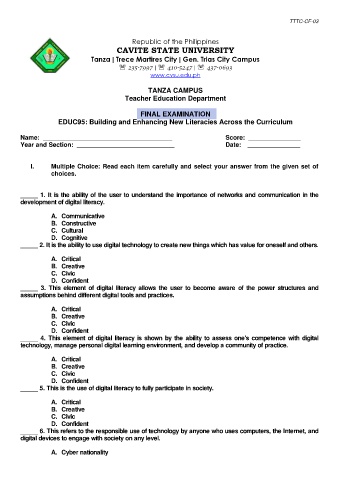 TTTC-CF-03
Republic of the Philippines
CAVITE STATE UNIVERSITY
Tanza | Trece Martires City | Gen. Trias City Campus
☏ 235-7997 | ☏ 410-5247 | ☏ 437-0693
www.cvsu.edu.ph
TANZA CAMPUS
Teacher Education Department
FINAL EXAMINATION
EDUC95: Building and Enhancing New Literacies Across the Curriculum
Name: ____________________ Score: __________
Year and Section: ____________________ Date: __________
I. Multiple Choice: Read each item carefully and select your answer from the given set of
choices.
_____ 1. It is the ability of the user to understand the importance of networks and communication in the
development of digital literacy.
A. Communicative
B. Constructive
C. Cultural
D. Cognitive
_____ 2. It is the ability to use digital technology to create new things which has value for oneself and others.
A. Critical
B. Creative
C. Civic
D. Confident
_____ 3. This element of digital literacy allows the user to become aware of the power structures and
assumptions behind different digital tools and practices.
A. Critical
B. Creative
C. Civic
D. Confident
_____ 4. This element of digital literacy is shown by the ability to assess one's competence with digital
technology, manage personal digital learning environment, and develop a community of practice.
A. Critical
B. Creative
C. Civic
D. Confident
_____ 5. This is the use of digital literacy to fully participate in society.
A. Critical
B. Creative
C. Civic
D. Confident
_____ 6. This refers to the responsible use of technology by anyone who uses computers, the Internet, and
digital devices to engage with society on any level.
A. Cyber nationality